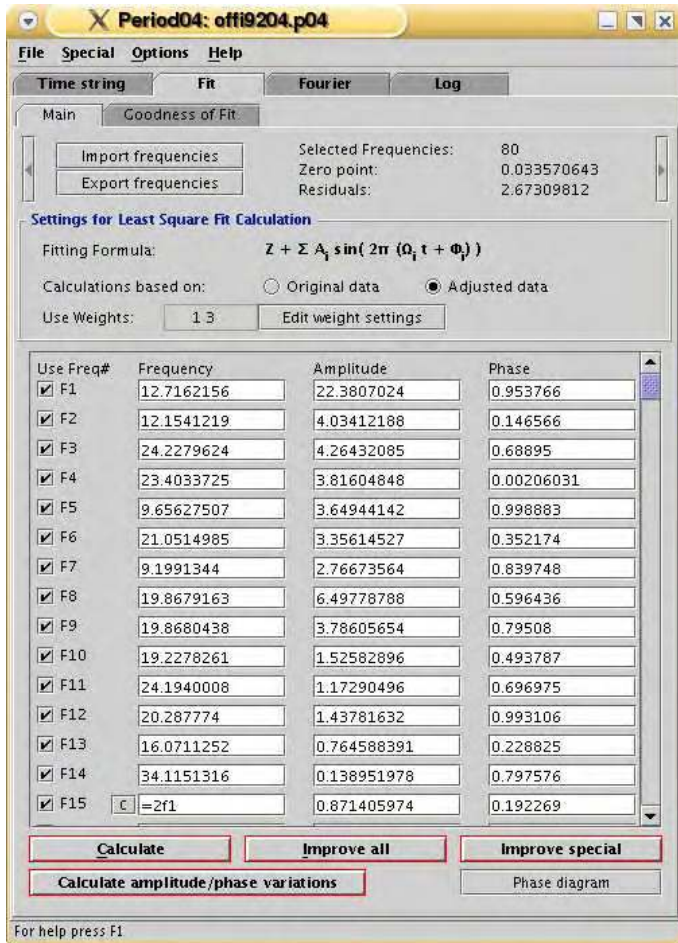 Period04: offi9204.p04
File Special Options Help
Time string Fit Fourier Log
Main Goodness of Fit
Import frequencies
Export frequencies
Selected Frequencies: 80
Zero point: 0.033570643
Residuals: 2.67309812
Settings for Least Square Fit Calculation
Fitting Formula: Z + Σ Ai sin( 2π (Ωi t + Φi) )
Calculations based on: Original data Adjusted data
Use Weights: 1 3 Edit weight settings
Use Freq# Frequency Amplitude Phase
F1 12.7162156 22.3807024 0.953766
F2 12.1541219 4.03412188 0.146566
F3 24.2279624 4.26432085 0.68895
F4 23.4033725 3.81604848 0.00206031
F5 9.65627507 3.64944142 0.998883
F6 21.0514985 3.35614527 0.352174
F7 9.1991344 2.76673564 0.839748
F8 19.8679163 6.49778788 0.596436
F9 19.8680438 3.78605654 0.79508
F10 19.2278261 1.52582896 0.493787
F11 24.1940008 1.17290496 0.696975
F12 20.287774 1.43781632 0.993106
F13 16.0711252 0.764588391 0.228825
F14 34.1151316 0.138951978 0.797576
F15 C =2f1 0.871405974 0.192269
Calculate Improve all Improve special
Calculate amplitude/phase variations Phase diagram
For help press F1